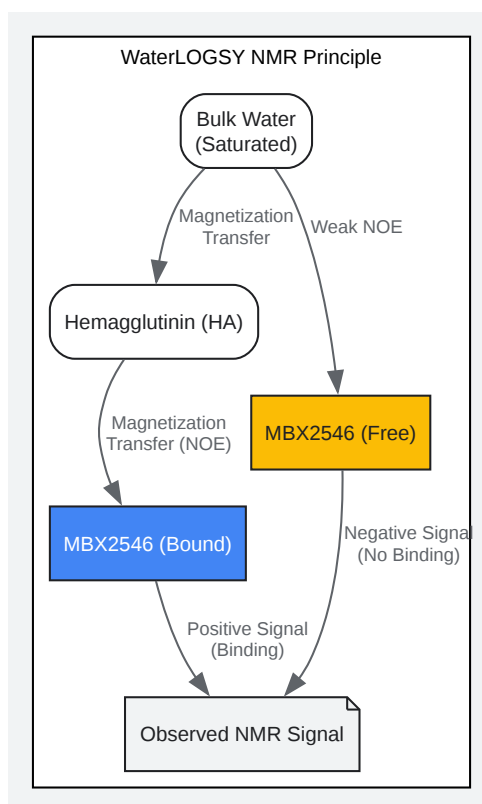 WaterLOGSY NMR Principle
Bulk Water
(Saturated)
Magnetization
Transfer
Weak NOE
Hemagglutinin (HA)
Magnetization
Transfer (NOE)
MBX2546 (Free)
MBX2546 (Bound)
Negative Signal
(No Binding)
Positive Signal
(Binding)
Observed NMR Signal